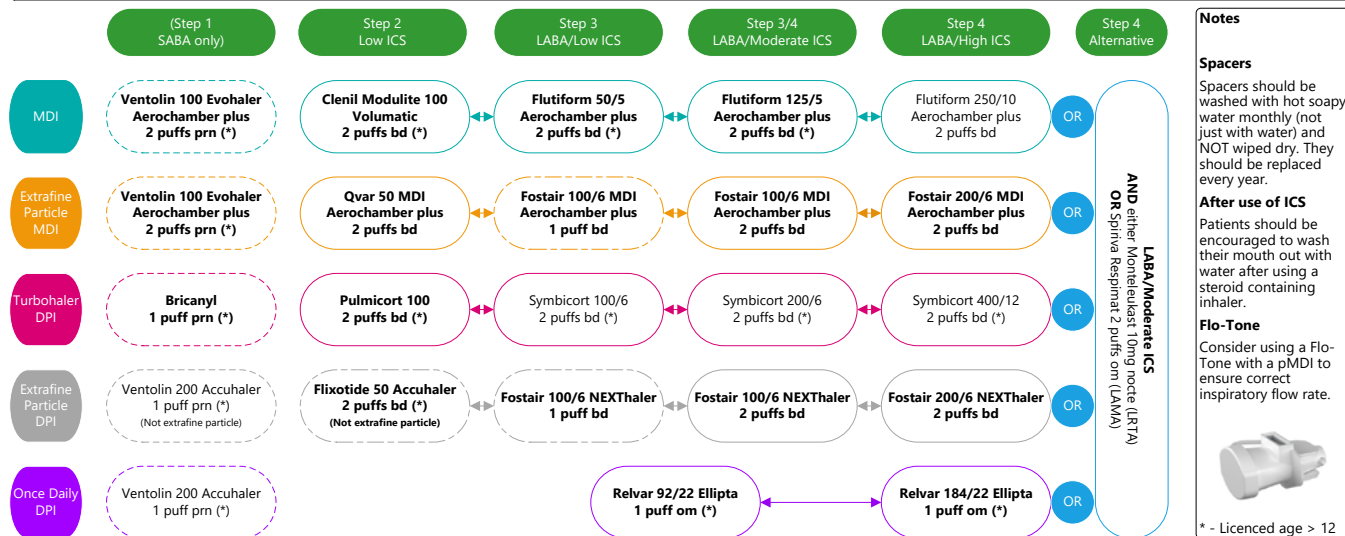 (Step 1
SABA only)
Step 2
Low ICS
Step 3
LABA/Low ICS
Step 3/4
LABA/Moderate ICS
Step 4
LABA/High ICS
Step 4
Alternative
MDI
Ventolin 100 Evohaler
Aerochamber plus
2 puffs prn (*)
Clenil Modulite 100
Volumatic
2 puffs bd (*)
Flutiform 50/5
Aerochamber plus
2 puffs bd (*)
Flutiform 125/5
Aerochamber plus
2 puffs bd (*)
Flutiform 250/10
Aerochamber plus
2 puffs bd
OR
Extrafine
Particle
MDI
Ventolin 100 Evohaler
Aerochamber plus
2 puffs prn (*)
Qvar 50 MDI
Aerochamber plus
2 puffs bd
Fostair 100/6 MDI
Aerochamber plus
1 puff bd
Fostair 100/6 MDI
Aerochamber plus
2 puffs bd
Fostair 200/6 MDI
Aerochamber plus
2 puffs bd
OR
Turbohaler
DPI
Bricanyl
1 puff prn (*)
Pulmicort 100
2 puffs bd (*)
Symbicort 100/6
2 puffs bd (*)
Symbicort 200/6
2 puffs bd (*)
Symbicort 400/12
2 puffs bd (*)
OR
Extrafine
Particle
DPI
Ventolin 200 Accuhaler
1 puff prn (*)
(Not extrafine particle)
Flixotide 50 Accuhaler
2 puffs bd (*)
(Not extrafine particle)
Fostair 100/6 NEXThaler
1 puff bd
Fostair 100/6 NEXThaler
2 puffs bd
Fostair 200/6 NEXThaler
2 puffs bd
OR
Once Daily
DPI
Ventolin 200 Accuhaler
1 puff prn (*)
Relvar 92/22 Ellipta
1 puff om (*)
Relvar 184/22 Ellipta
1 puff om (*)
OR
LABA/Moderate ICS
AND either Monteleukast 10mg nocte (LRTA)
OR Spiriva Respimat 2 puffs om (LAMA)
Notes
Spacers
Spacers should be
washed with hot soapy
water monthly (not
just with water) and
NOT wiped dry. They
should be replaced
every year.
After use of ICS
Patients should be
encouraged to wash
their mouth out with
water after using a
steroid containing
inhaler.
Flo-Tone
Consider using a Flo-
Tone with a pMDI to
ensure correct
inspiratory flow rate.
* - Licenced age > 12